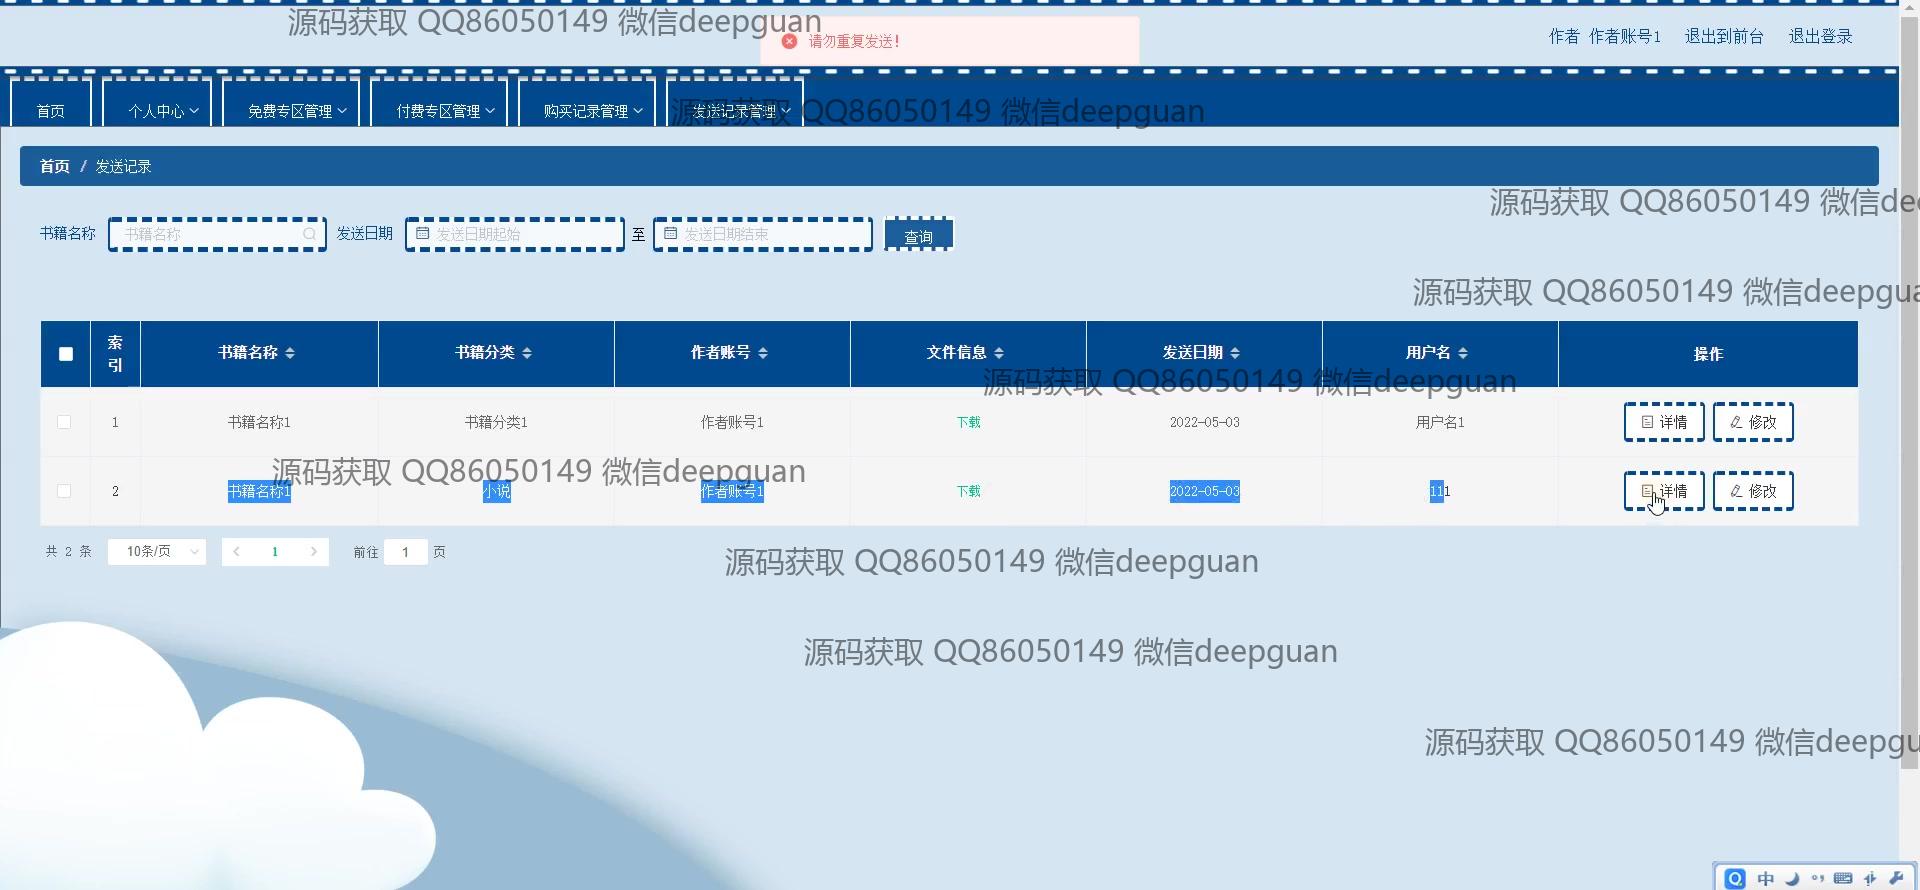 源码获取 QQ86050149 微信deepguan
请勿重复发送!
作者 作者账号1 退出到前台 退出登录
首页 个人中心 免费专区管理 付费专区管理 购买记录管理 发送记录管理
源码获取 QQ86050149 微信deepguan
首页 / 发送记录
源码获取 QQ86050149 微信de
书籍名称 书籍名称 发送日期 发送日期起始 至 发送日期结束 查询
源码获取 QQ86050149 微信deepgua
索引 书籍名称 书籍分类 作者账号 文件信息 发送日期 用户名 操作
源码获取 QQ86050149 微信deepguan
1 书籍名称1 书籍分类1 作者账号1 下载 2022-05-03 用户名1 详情 修改
源码获取 QQ86050149 微信deepguan
2 书籍名称1 小说 作者账号1 下载 2022-05-03 111 详情 修改
共 2 条 10条/页 1 前往 1 页
源码获取 QQ86050149 微信deepguan
源码获取 QQ86050149 微信deepguan
源码获取 QQ86050149 微信deepgu
中